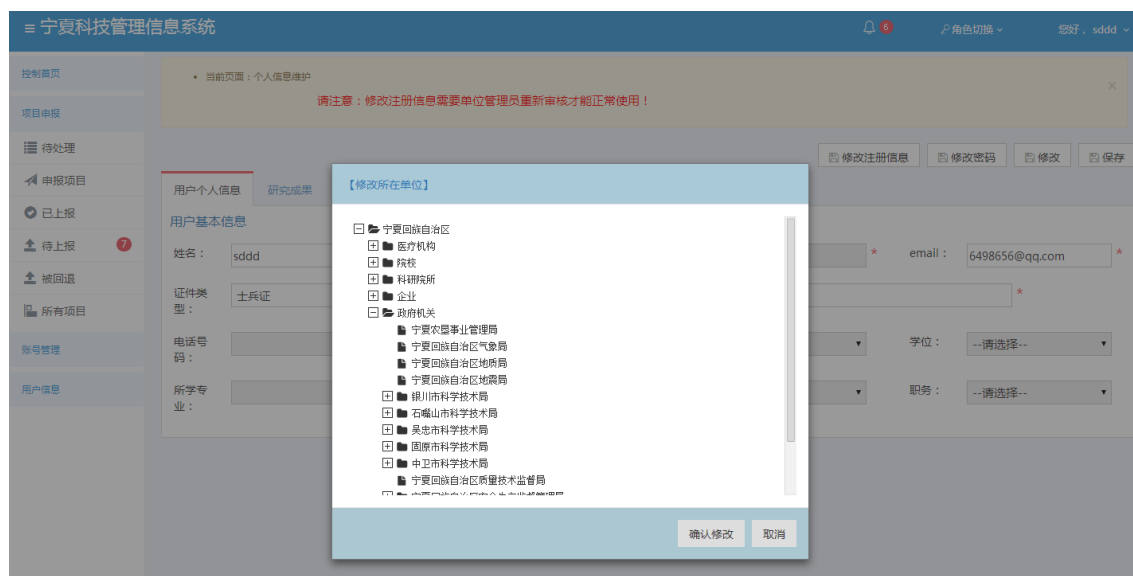 宁夏科技管理信息系统
6
角色切换
您好，sddd
控制首页
项目申报
待处理
申报项目
已上报
待上报 7
被回退
所有项目
账号管理
用户信息
当前页面：个人信息维护
×
请注意：修改注册信息需要单位管理员重新审核才能正常使用！
修改注册信息 修改密码 修改 保存
用户个人信息 研究成果
用户基本信息
姓名： sddd * email： 6498656@qq.com *
证件类型： 士兵证 *
电话号码： 学位： --请选择--
所学专业： 职务： --请选择--
【修改所在单位】
宁夏回族自治区
医疗机构
院校
科研院所
企业
政府机关
宁夏农垦事业管理局
宁夏回族自治区气象局
宁夏回族自治区地质局
宁夏回族自治区地震局
银川市科学技术局
石嘴山市科学技术局
吴忠市科学技术局
固原市科学技术局
中卫市科学技术局
宁夏回族自治区质量技术监督局
确认修改 取消